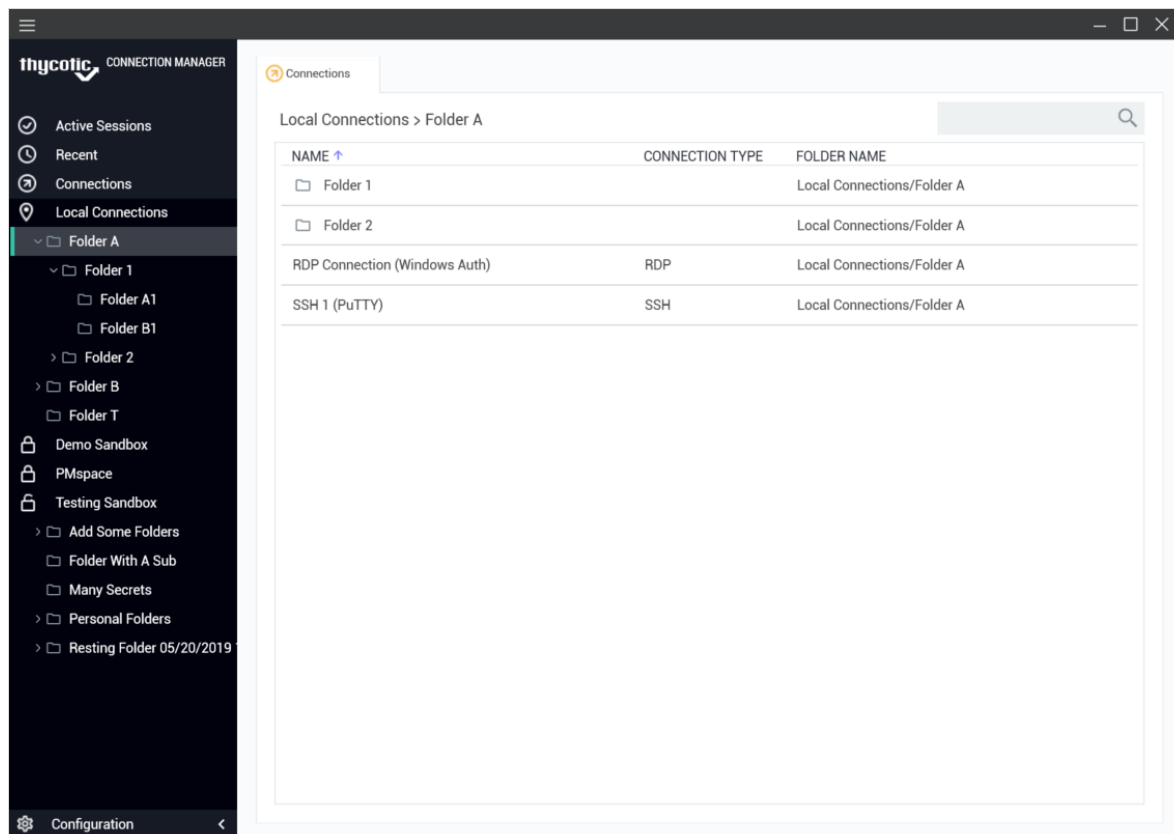 thycotic CONNECTION MANAGER
Active Sessions
Recent
Connections
Local Connections
Folder A
Folder 1
Folder A1
Folder B1
Folder 2
Folder B
Folder T
Demo Sandbox
PMspace
Testing Sandbox
Add Some Folders
Folder With A Sub
Many Secrets
Personal Folders
Resting Folder 05/20/2019
Configuration
Connections
Local Connections > Folder A
NAME CONNECTION TYPE FOLDER NAME
Folder 1 Local Connections/Folder A
Folder 2 Local Connections/Folder A
RDP Connection (Windows Auth) RDP Local Connections/Folder A
SSH 1 (PuTTY) SSH Local Connections/Folder A